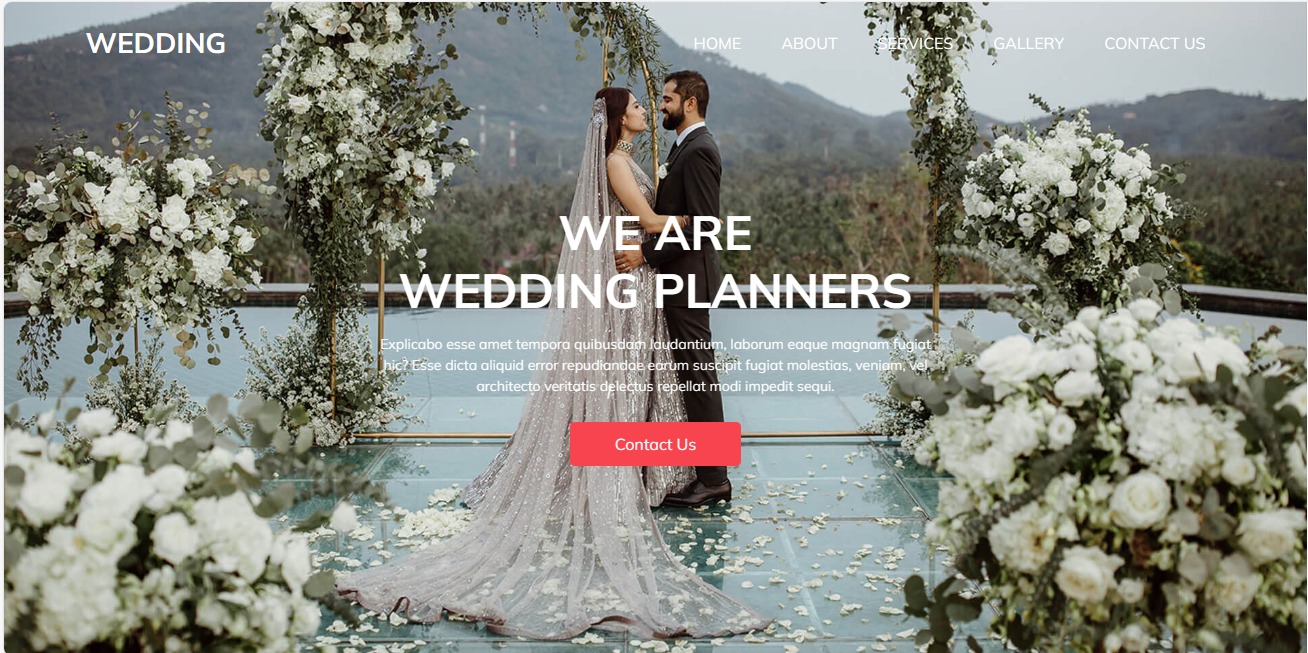 WEDDING
HOME ABOUT SERVICES GALLERY CONTACT US
WE ARE
WEDDING PLANNERS
Explicabo esse amet tempora quibusdam laudantium, laborum eaque magnam fugiat
hic? Esse dicta aliquid error repudiandae earum suscipit fugiat molestias, veniam, vel
architecto veritatis delectus repellat modi impedit sequi.
Contact Us